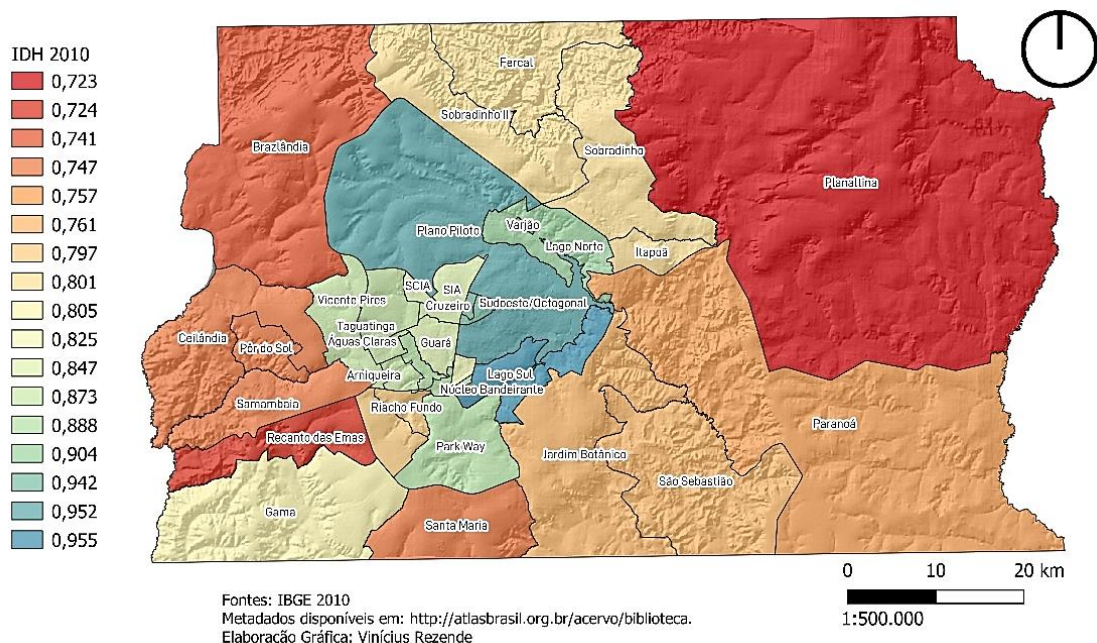 IDH 2010
0,723
0,724
0,741
0,747
0,757
0,761
0,797
0,801
0,805
0,825
0,847
0,873
0,888
0,904
0,942
0,952
0,955
Fercal
Sobradinho II
Brazlândia
Sobradinho
Planaltina
Varjão
Plano Piloto
Lago Norte
Itapoã
SCIA
SIA
Vicente Pires
Cruzeiro
Sudoeste/Octogonal
Taguatinga
Ceilândia
Pôr do Sol
Águas Claras
Guará
Arniqueira
Lago Sul
Núcleo Bandeirante
Samambaia
Riacho Fundo
Paranoá
Recanto das Emas
Park Way
Jardim Botânico
São Sebastião
Gama
Santa Maria
0 10 20 km
1:500.000
Fontes: IBGE 2010
Metadados disponíveis em: http://atlasbrasil.org.br/acervo/biblioteca.
Elaboração Gráfica: Vinícius Rezende